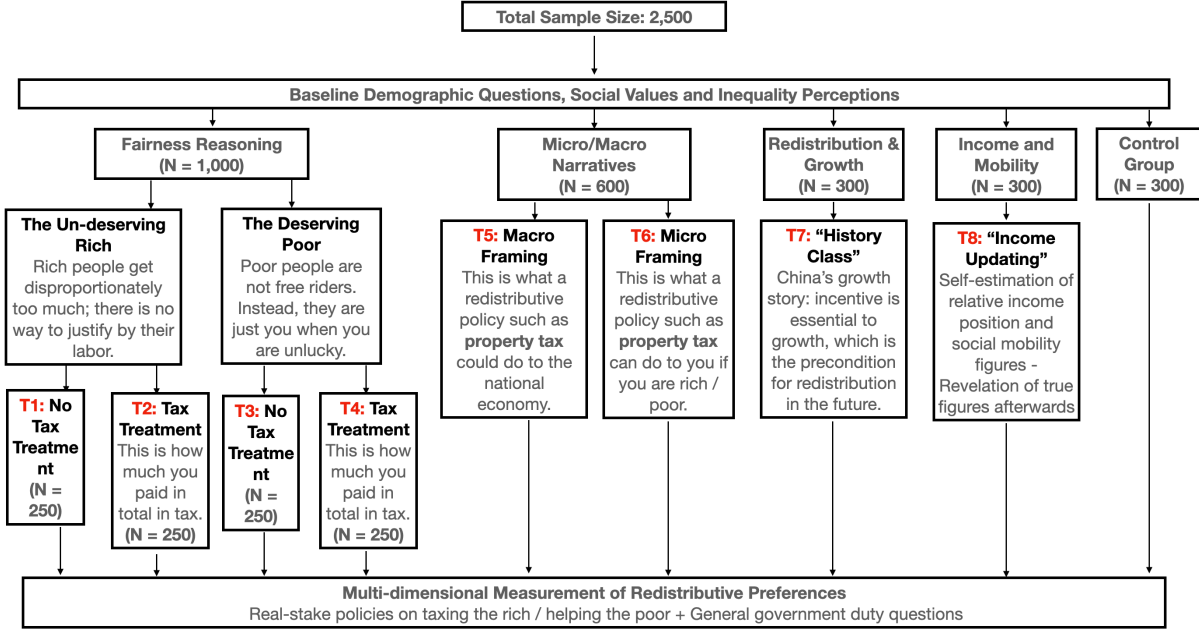 Total Sample Size: 2,500
Baseline Demographic Questions, Social Values and Inequality Perceptions
Fairness Reasoning
(N = 1,000)
Micro/Macro
Narratives
(N = 600)
Redistribution &
Growth
(N = 300)
Income and
Mobility
(N = 300)
Control
Group
(N = 300)
The Un-deserving
Rich
Rich people get
disproportionately
too much; there is no
way to justify by their
labor.
The Deserving
Poor
Poor people are
not free riders.
Instead, they are
just you when you
are unlucky.
T5: Macro
Framing
This is what a
redistributive
policy such as
property tax
could do to the
national
economy.
T6: Micro
Framing
This is what a
redistributive
policy such as
property tax
can do to you if
you are rich /
poor.
T7: “History
Class”
China’s growth
story: incentive is
essential to
growth, which is
the precondition
for redistribution
in the future.
T8: “Income
Updating”
Self-estimation of
relative income
position and
social mobility
figures -
Revelation of true
figures afterwards
T1: No
Tax
Treatme
nt
(N =
250)
T2: Tax
Treatment
This is how
much you
paid in
total in tax.
(N = 250)
T3: No
Tax
Treatme
nt
(N =
250)
T4: Tax
Treatment
This is how
much you
paid in
total in tax.
(N = 250)
Multi-dimensional Measurement of Redistributive Preferences
Real-stake policies on taxing the rich / helping the poor + General government duty questions